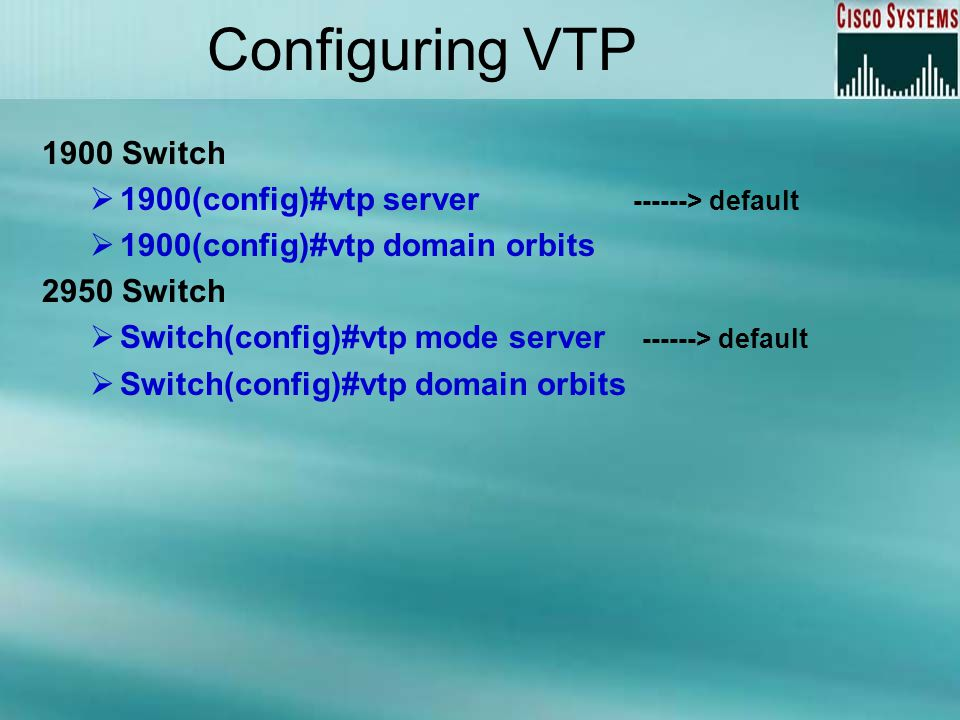 Configuring VTP
CISCO SYSTEMS
1900 Switch
➢ 1900(config)#vtp server ------> default
➢ 1900(config)#vtp domain orbits
2950 Switch
➢ Switch(config)#vtp mode server ------> default
➢ Switch(config)#vtp domain orbits